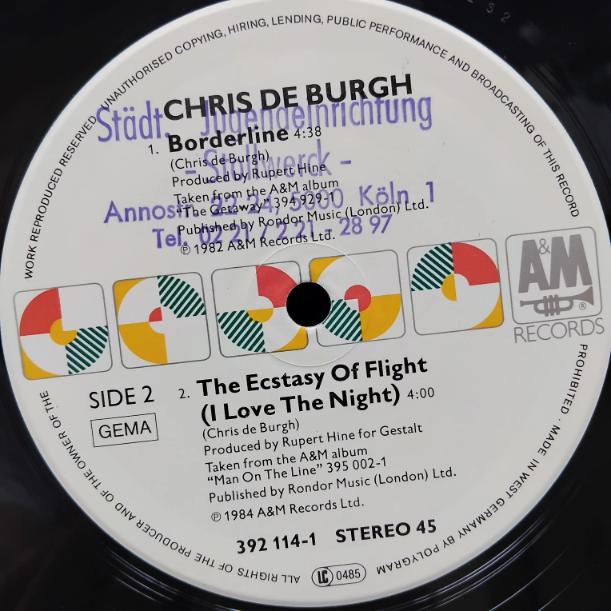 WORK REPRODUCED RESERVED. UNAUTHORISED COPYING, HIRING, LENDING, PUBLIC PERFORMANCE AND BROADCASTING OF THIS RECORD
PROHIBITED · MADE IN WEST GERMANY BY POLYGRAM
ALL RIGHTS OF THE PRODUCER AND OF THE OWNER OF THE
CHRIS DE BURGH
Städt. Jugendeinrichtung
1. Borderline 4:38
(Chris de Burgh)
- Stollwerck -
Produced by Rupert Hine
Taken from the A&M album
Köln 1
"The Getaway" 394 929-1
Published by Rondor Music (London) Ltd.
Tel. 02 21 / 2 21 - 28 97
℗ 1982 A&M Records Ltd.
A&M
®
RECORDS
SIDE 2
GEMA
2. The Ecstasy Of Flight
(I Love The Night) 4:00
(Chris de Burgh)
Produced by Rupert Hine for Gestalt
Taken from the A&M album
"Man On The Line" 395 002-1
Published by Rondor Music (London) Ltd.
℗ 1984 A&M Records Ltd.
392 114-1 STEREO 45
LC 0485